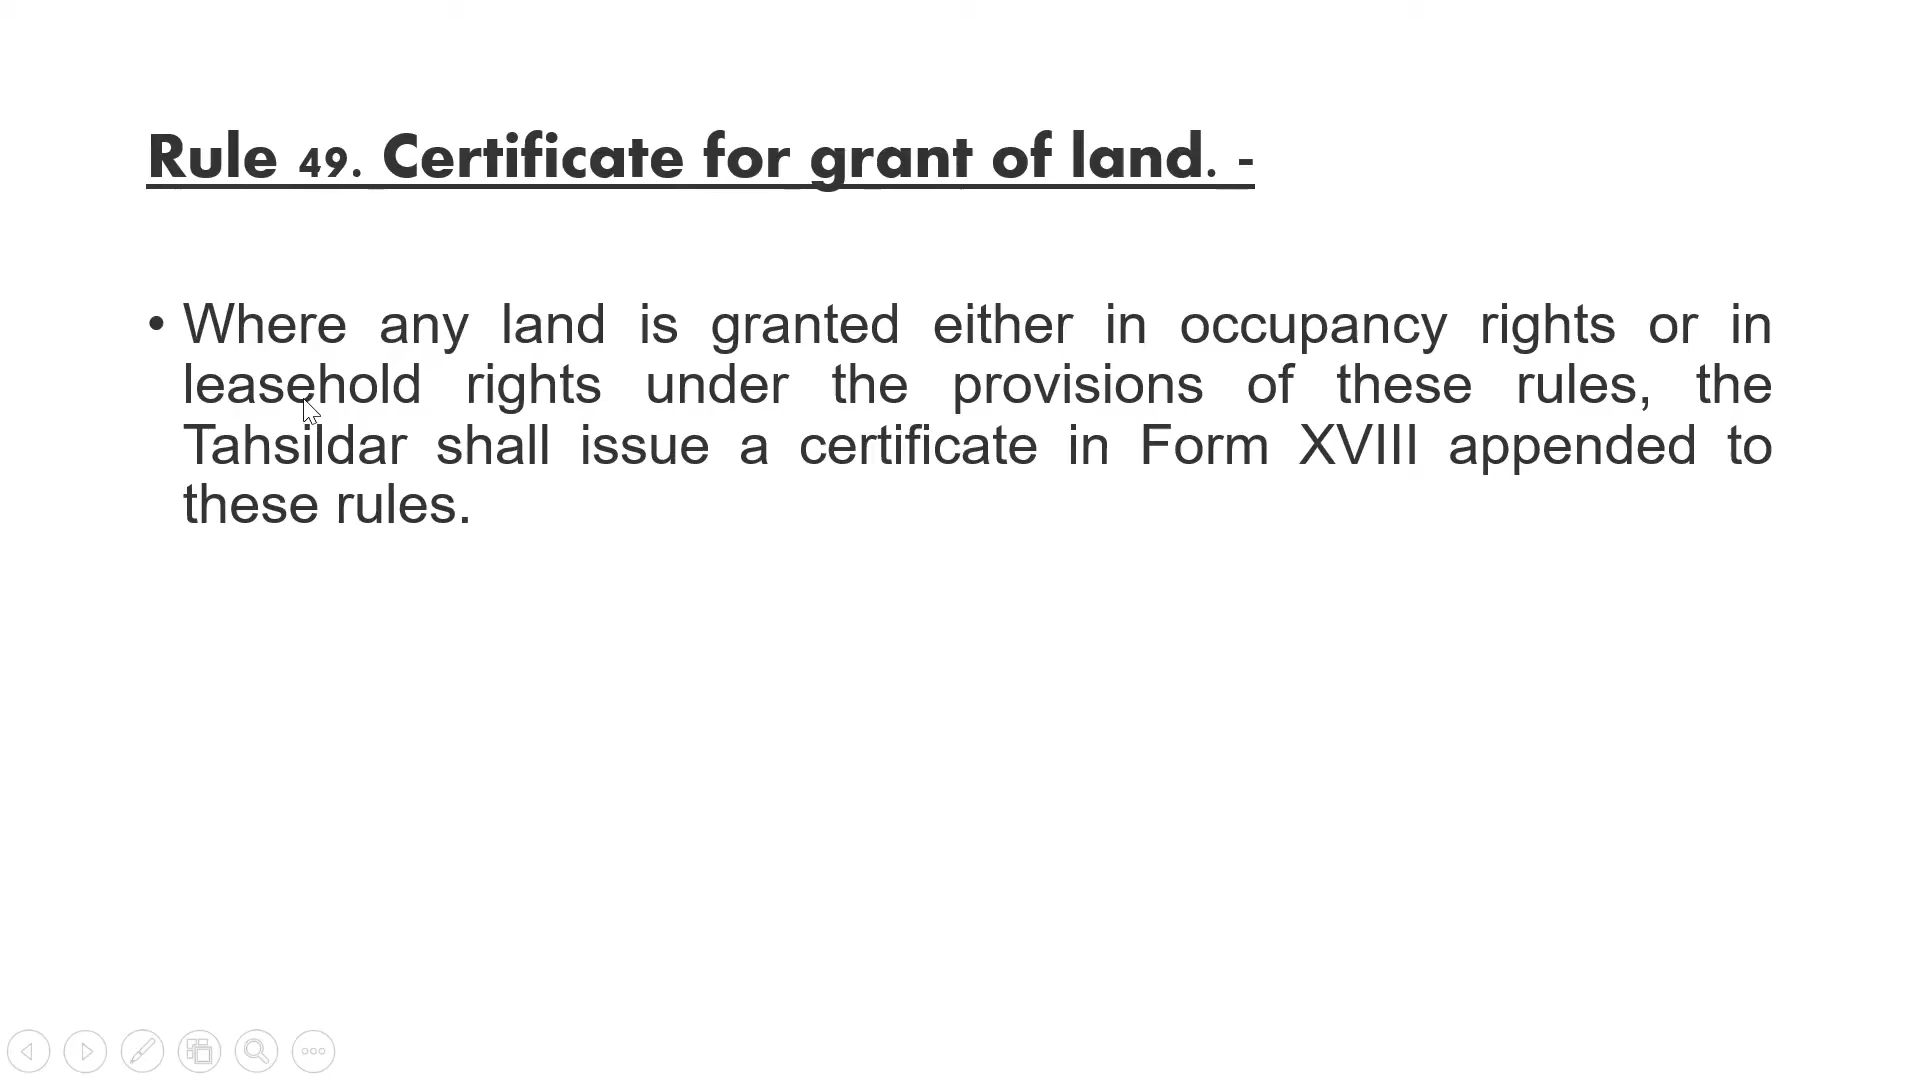 Rule 49. Certificate for grant of land. -
• Where any land is granted either in occupancy rights or in
leasehold rights under the provisions of these rules, the
Tahsildar shall issue a certificate in Form XVIII appended to
these rules.